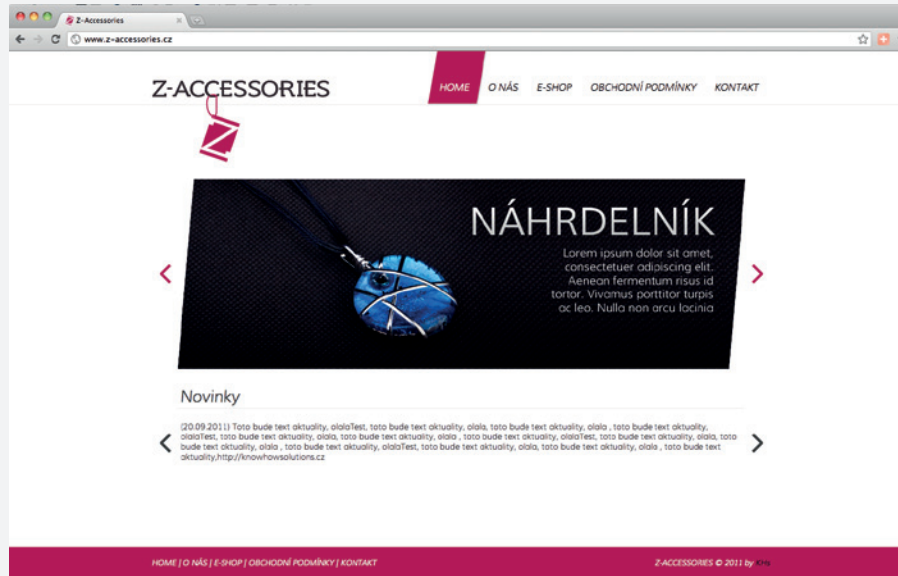 Z-Accessories
www.z-accessories.cz
Z-ACCESSORIES
HOME O NÁS E-SHOP OBCHODNÍ PODMÍNKY KONTAKT
Z
NÁHRDELNÍK
Lorem ipsum dolor sit amet,
consectetuer adipiscing elit.
Aenean fermentum risus id
tortor. Vivamus porttitor turpis
ac leo. Nulla non arcu lacinia
Novinky
(20.09.2011) Toto bude text aktuality, olalaTest, toto bude text aktuality, olala, toto bude text aktuality, olala , toto bude text aktuality,
olalaTest, toto bude text aktuality, olala, toto bude text aktuality, olala , toto bude text aktuality, olalaTest, toto bude text aktuality, olala, toto
bude text aktuality, olala , toto bude text aktuality, olalaTest, toto bude text aktuality, olala, toto bude text aktuality, olala , toto bude text
aktuality,http://knowhowsolutions.cz
HOME | O NÁS | E-SHOP | OBCHODNÍ PODMÍNKY | KONTAKT
Z-ACCESSORIES © 2011 by